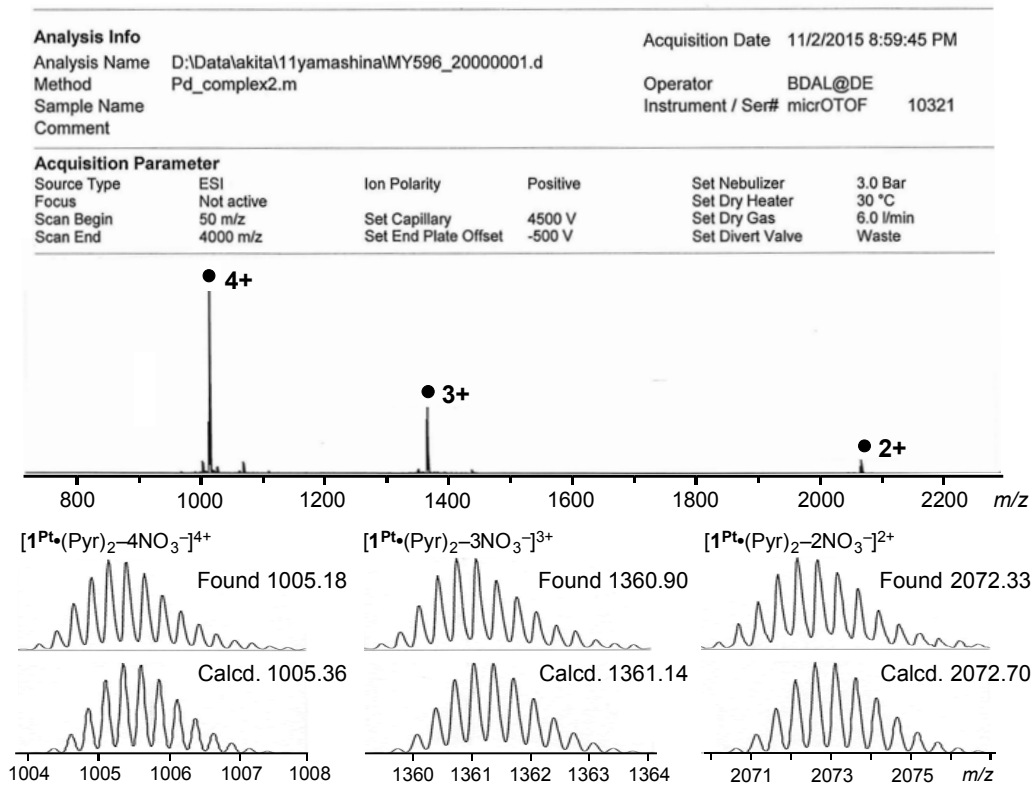 Analysis Info
Acquisition Date 11/2/2015 8:59:45 PM
Analysis Name D:\Data\akita\11yamashina\MY596_20000001.d
Method Pd_complex2.m
Operator BDAL@DE
Sample Name
Instrument / Ser# micrOTOF 10321
Comment
Acquisition Parameter
Source Type ESI Ion Polarity Positive Set Nebulizer 3.0 Bar
Focus Not active Set Dry Heater 30 °C
Scan Begin 50 m/z Set Capillary 4500 V Set Dry Gas 6.0 l/min
Scan End 4000 m/z Set End Plate Offset -500 V Set Divert Valve Waste
● 4+
● 3+
● 2+
800 1000 1200 1400 1600 1800 2000 2200 m/z
[1ᴾᵗ•(Pyr)₂–4NO₃⁻]⁴⁺ [1ᴾᵗ•(Pyr)₂–3NO₃⁻]³⁺ [1ᴾᵗ•(Pyr)₂–2NO₃⁻]²⁺
Found 1005.18 Found 1360.90 Found 2072.33
Calcd. 1005.36 Calcd. 1361.14 Calcd. 2072.70
1004 1005 1006 1007 1008 1360 1361 1362 1363 1364 2071 2073 2075 m/z